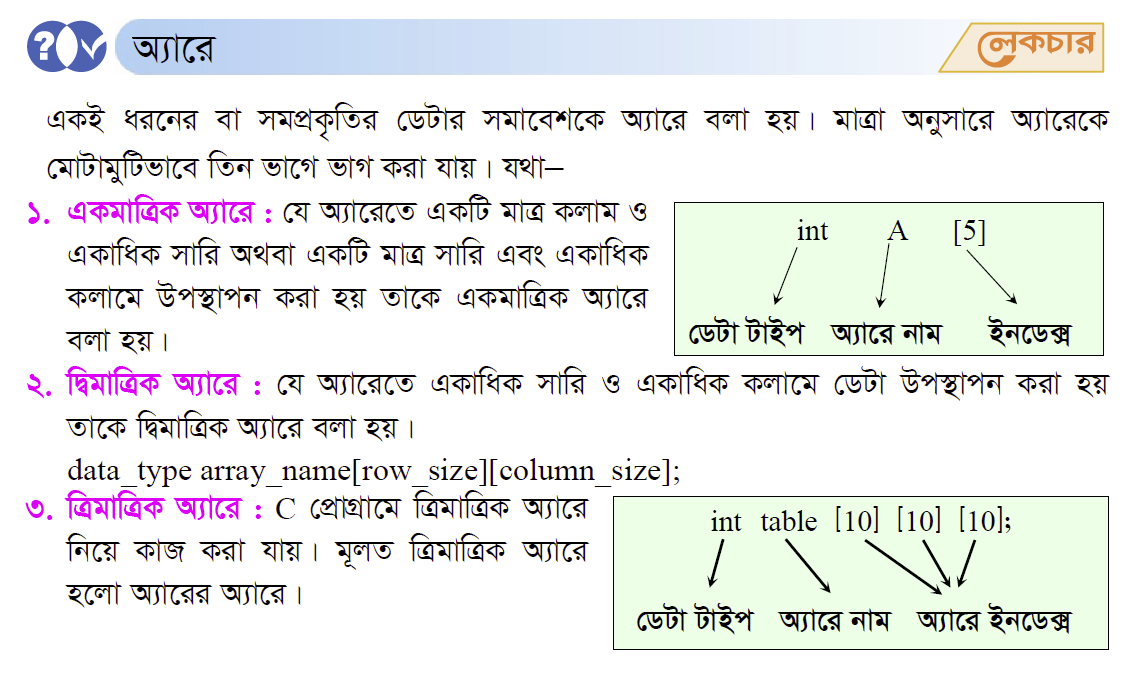 ? অ্যারে লেকচার
একই ধরনের বা সমপ্রকৃতির ডেটার সমাবেশকে অ্যারে বলা হয়। মাত্রা অনুসারে অ্যারেকে
মোটামুটিভাবে তিন ভাগে ভাগ করা যায়। যথা–
১. একমাত্রিক অ্যারে : যে অ্যারেতে একটি মাত্র কলাম ও
একাধিক সারি অথবা একটি মাত্র সারি এবং একাধিক
কলামে উপস্থাপন করা হয় তাকে একমাত্রিক অ্যারে
বলা হয়।
int A [5]
ডেটা টাইপ অ্যারে নাম ইনডেক্স
২. দ্বিমাত্রিক অ্যারে : যে অ্যারেতে একাধিক সারি ও একাধিক কলামে ডেটা উপস্থাপন করা হয়
তাকে দ্বিমাত্রিক অ্যারে বলা হয়।
data_type array_name[row_size][column_size];
৩. ত্রিমাত্রিক অ্যারে : C প্রোগ্রামে ত্রিমাত্রিক অ্যারে
নিয়ে কাজ করা যায়। মূলত ত্রিমাত্রিক অ্যারে
হলো অ্যারের অ্যারে।
int table [10] [10] [10];
ডেটা টাইপ অ্যারে নাম অ্যারে ইনডেক্স